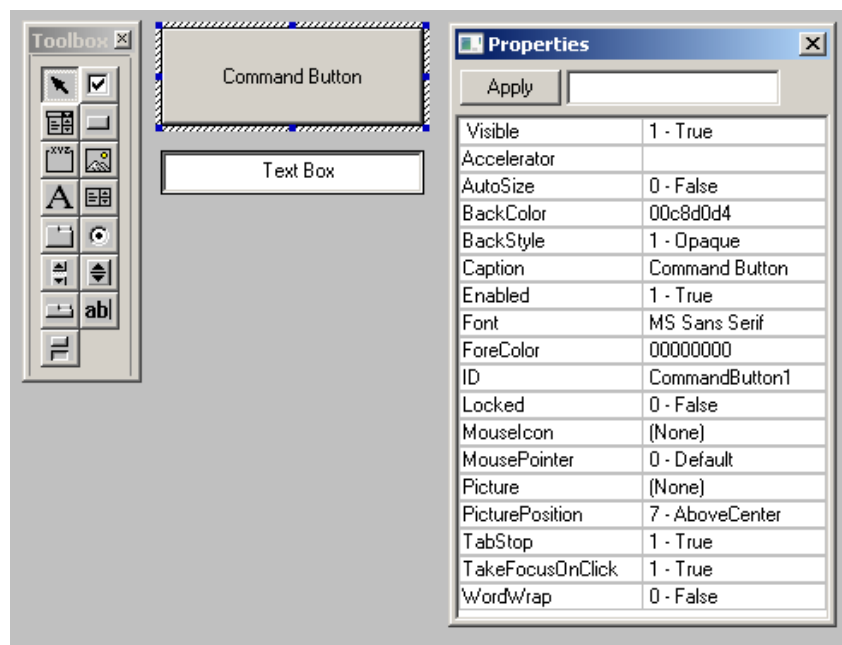 Toolbox
XYZ
A
ab
Command Button
Text Box
Properties
Apply
Visible 1 - True
Accelerator
AutoSize 0 - False
BackColor 00c8d0d4
BackStyle 1 - Opaque
Caption Command Button
Enabled 1 - True
Font MS Sans Serif
ForeColor 00000000
ID CommandButton1
Locked 0 - False
MouseIcon (None)
MousePointer 0 - Default
Picture (None)
PicturePosition 7 - AboveCenter
TabStop 1 - True
TakeFocusOnClick 1 - True
WordWrap 0 - False